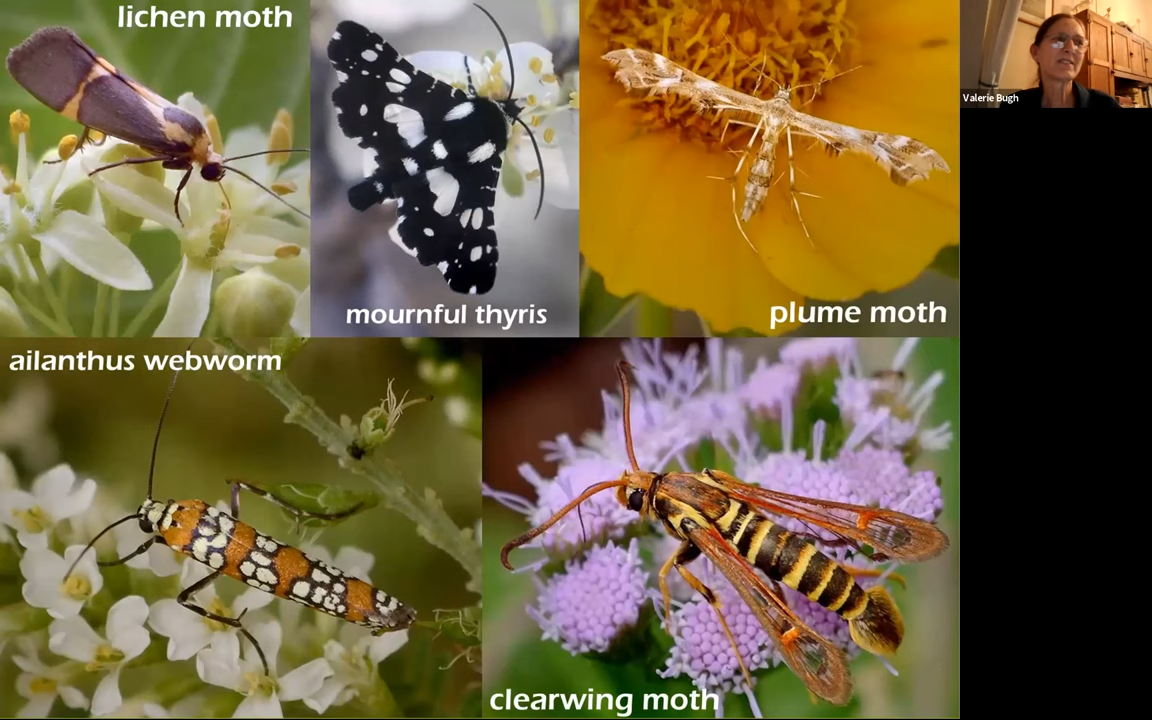 lichen moth
mournful thyris
plume moth
Valerie Bugh
ailanthus webworm
clearwing moth